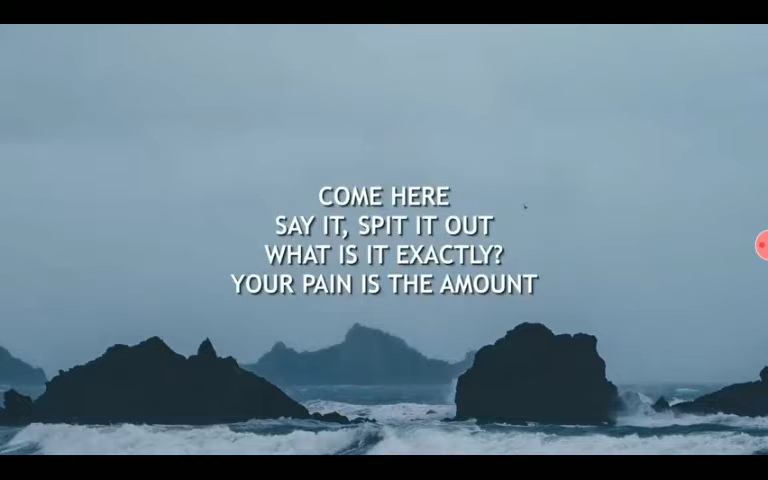 COME HERE
SAY IT, SPIT IT OUT
WHAT IS IT EXACTLY?
YOUR PAIN IS THE AMOUNT